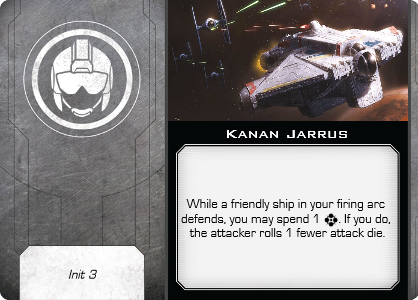 KANAN JARRUS
While a friendly ship in your firing arc
defends, you may spend 1 . If you do,
the attacker rolls 1 fewer attack die.
Init 3